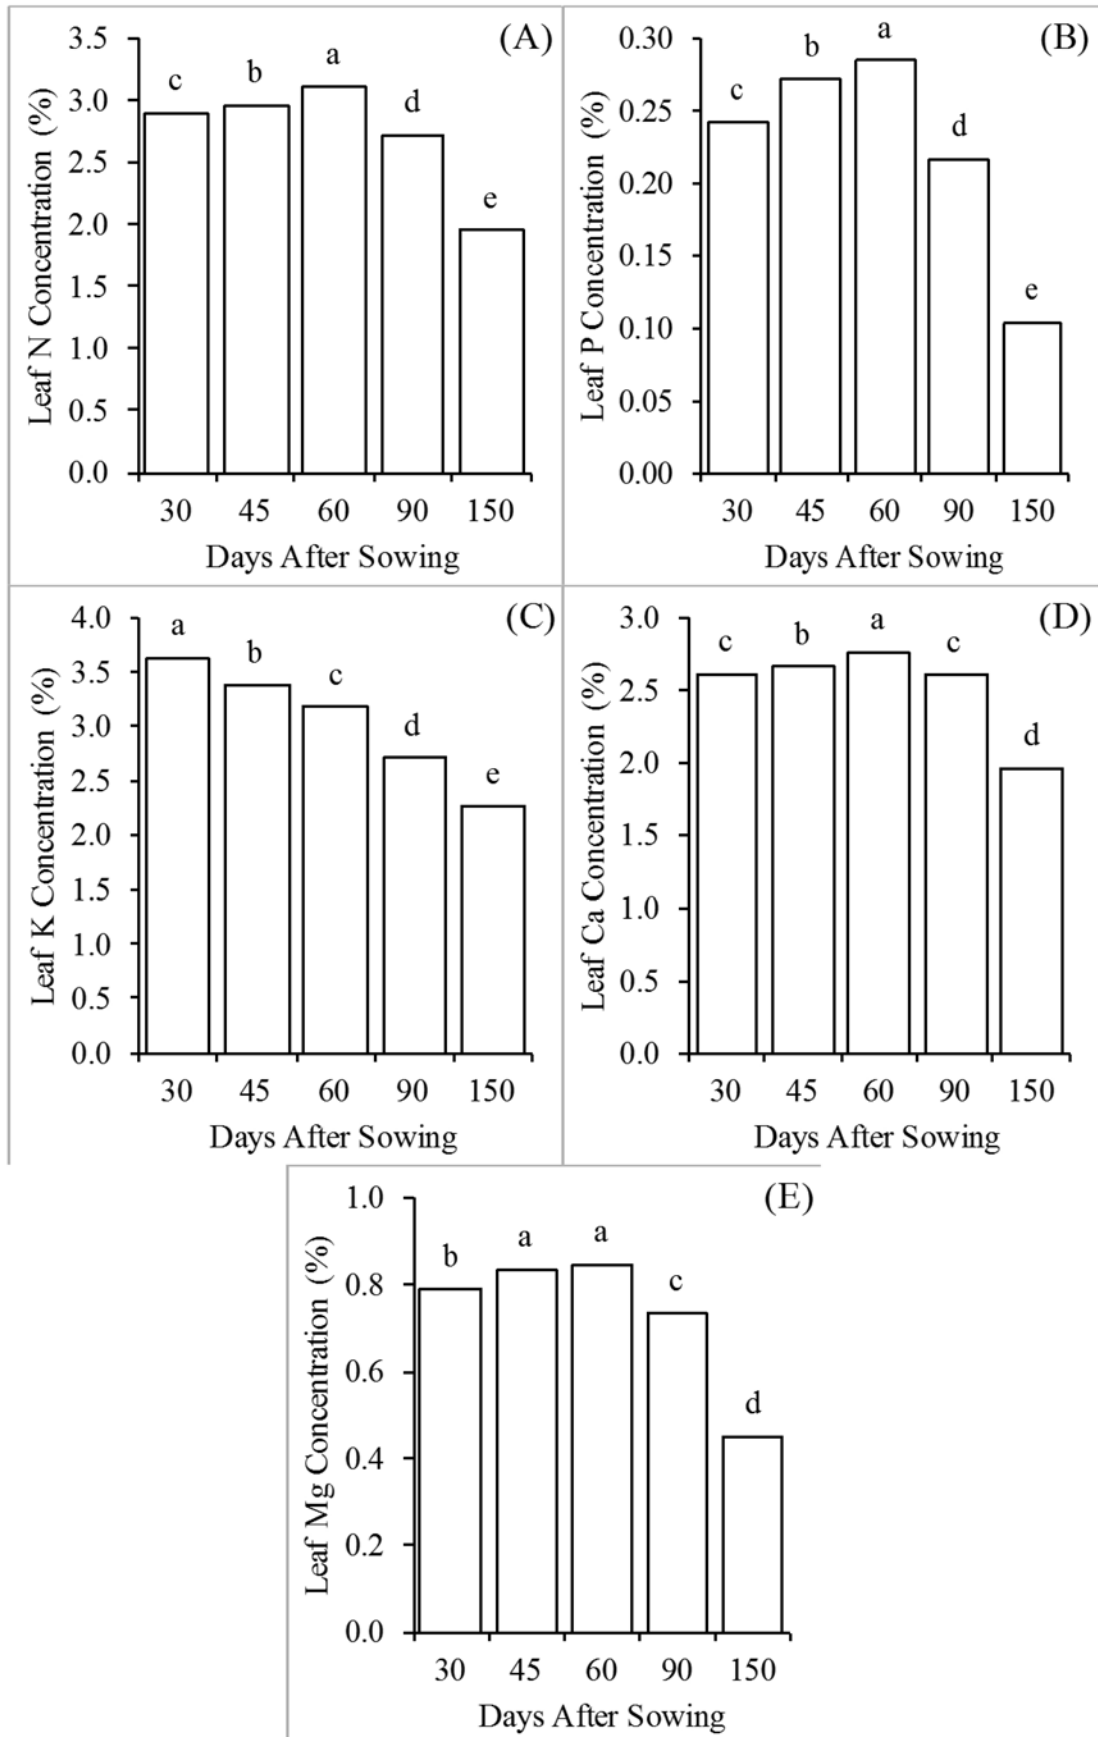 (A)
Leaf N Concentration (%)
3.5
3.0
2.5
2.0
1.5
1.0
0.5
0.0
c b a d e
30 45 60 90 150
Days After Sowing
(B)
Leaf P Concentration (%)
0.30
0.25
0.20
0.15
0.10
0.05
0.00
c b a d e
30 45 60 90 150
Days After Sowing
(C)
Leaf K Concentration (%)
4.0
3.5
3.0
2.5
2.0
1.5
1.0
0.5
0.0
a b c d e
30 45 60 90 150
Days After Sowing
(D)
Leaf Ca Concentration (%)
3.0
2.5
2.0
1.5
1.0
0.5
0.0
c b a c d
30 45 60 90 150
Days After Sowing
(E)
Leaf Mg Concentration (%)
1.0
0.8
0.6
0.4
0.2
0.0
b a a c d
30 45 60 90 150
Days After Sowing